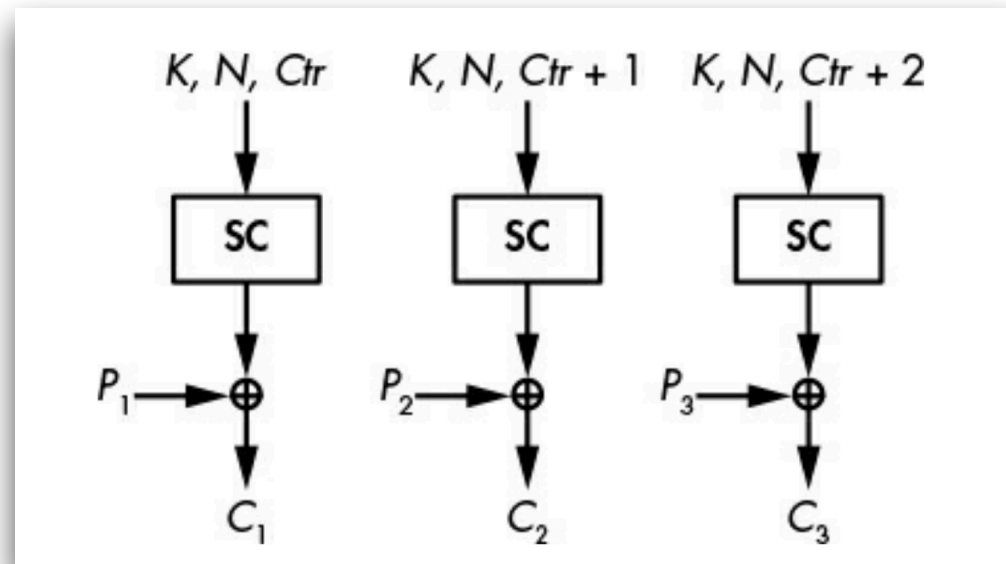 K, N, Ctr K, N, Ctr + 1 K, N, Ctr + 2
SC SC SC
P₁ P₂ P₃
C₁ C₂ C₃